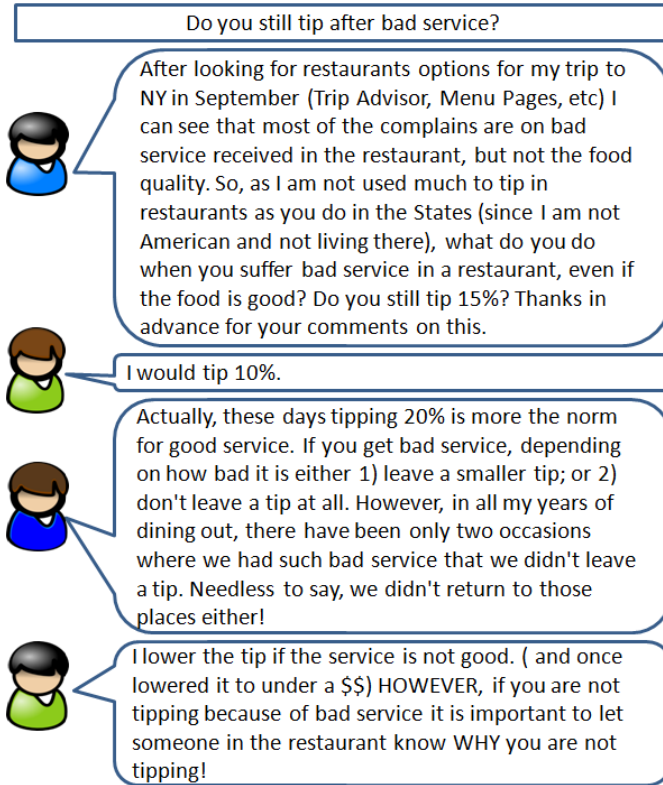 Do you still tip after bad service?
After looking for restaurants options for my trip to
NY in September (Trip Advisor, Menu Pages, etc) I
can see that most of the complains are on bad
service received in the restaurant, but not the food
quality. So, as I am not used much to tip in
restaurants as you do in the States (since I am not
American and not living there), what do you do
when you suffer bad service in a restaurant, even if
the food is good? Do you still tip 15%? Thanks in
advance for your comments on this.
I would tip 10%.
Actually, these days tipping 20% is more the norm
for good service. If you get bad service, depending
on how bad it is either 1) leave a smaller tip; or 2)
don't leave a tip at all. However, in all my years of
dining out, there have been only two occasions
where we had such bad service that we didn't leave
a tip. Needless to say, we didn't return to those
places either!
I lower the tip if the service is not good. ( and once
lowered it to under a $$) HOWEVER, if you are not
tipping because of bad service it is important to let
someone in the restaurant know WHY you are not
tipping!